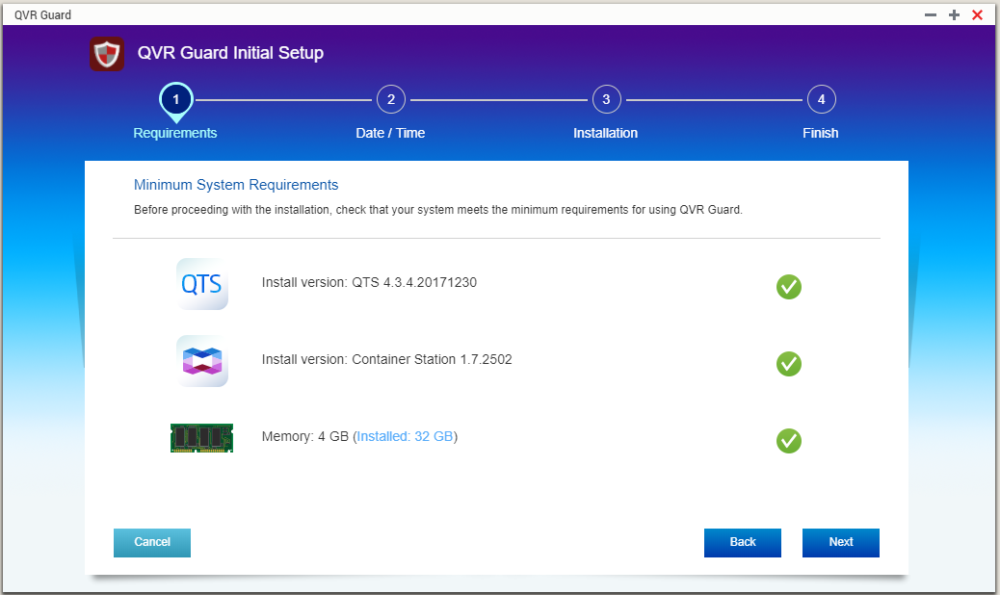 QVR Guard
QVR Guard Initial Setup
1
2
3
4
Requirements
Date / Time
Installation
Finish
Minimum System Requirements
Before proceeding with the installation, check that your system meets the minimum requirements for using QVR Guard.
QTS
Install version: QTS 4.3.4.20171230
Install version: Container Station 1.7.2502
Memory: 4 GB (Installed: 32 GB)
Cancel
Back
Next